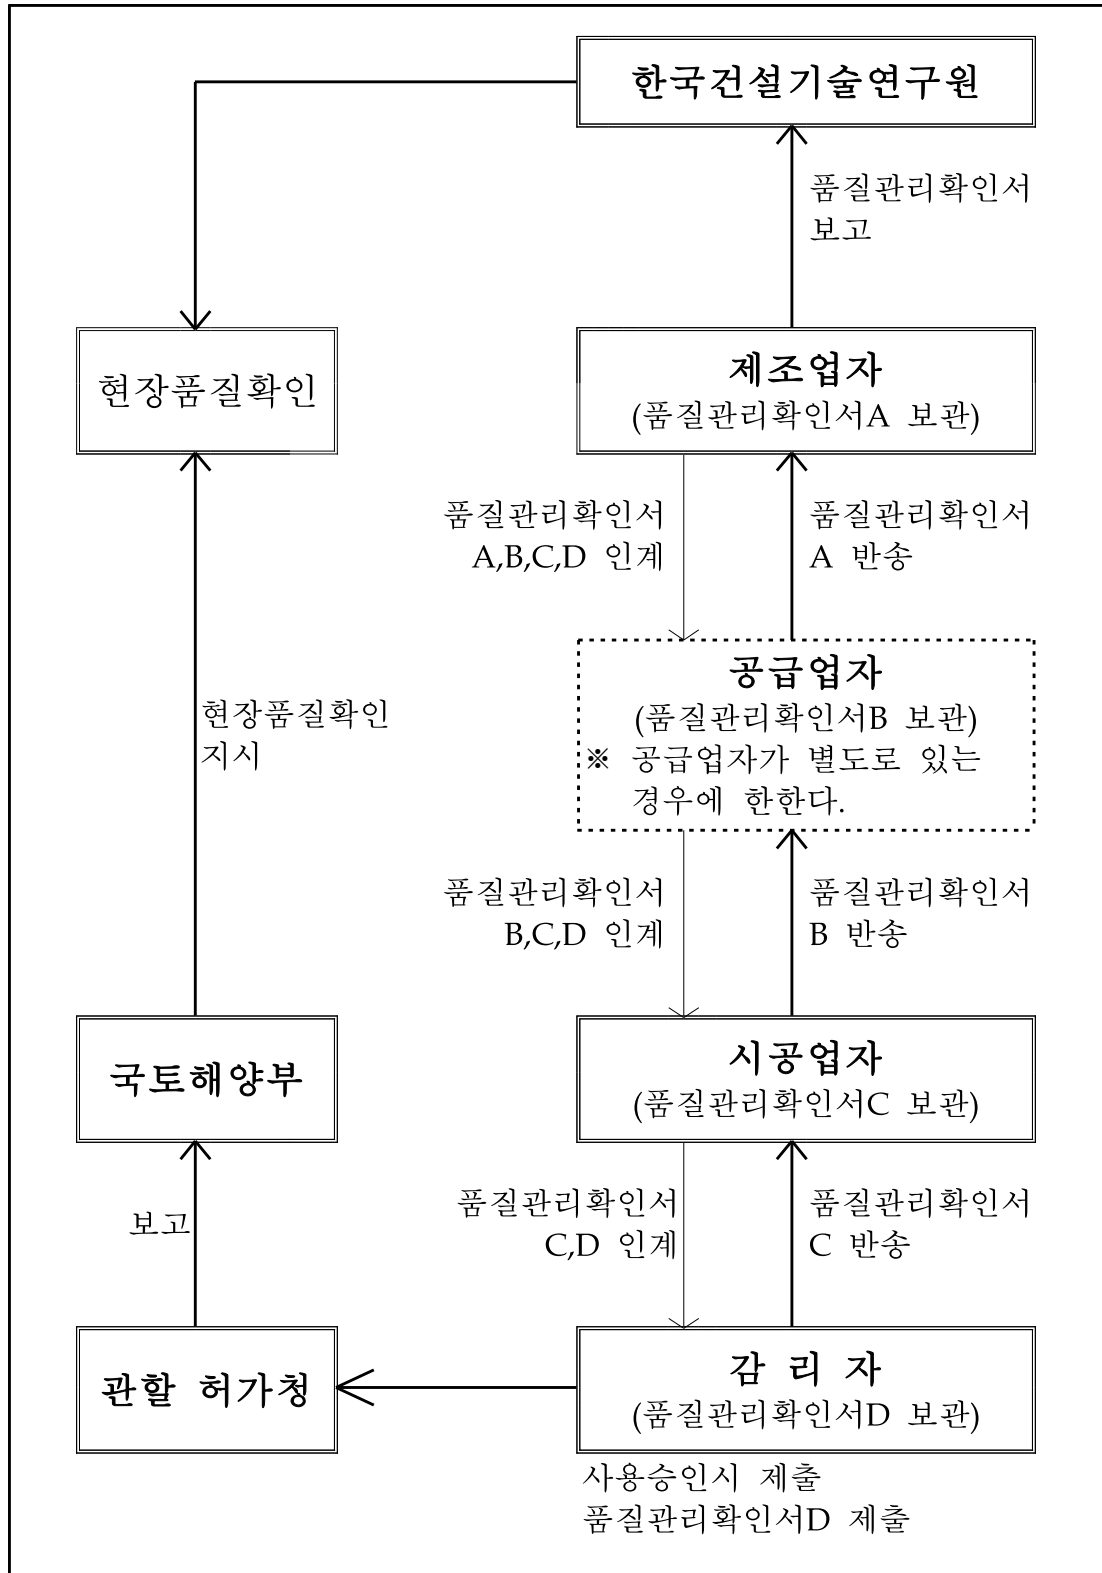 한국건설기술연구원
품질관리확인서
보고
현장품질확인
제조업자
(품질관리확인서A 보관)
품질관리확인서
A,B,C,D 인계
품질관리확인서
A 반송
공급업자
(품질관리확인서B 보관)
※ 공급업자가 별도로 있는
경우에 한한다.
현장품질확인
지시
품질관리확인서
B,C,D 인계
품질관리확인서
B 반송
국토해양부
시공업자
(품질관리확인서C 보관)
보고
품질관리확인서
C,D 인계
품질관리확인서
C 반송
관할 허가청
감 리 자
(품질관리확인서D 보관)
사용승인시 제출
품질관리확인서D 제출